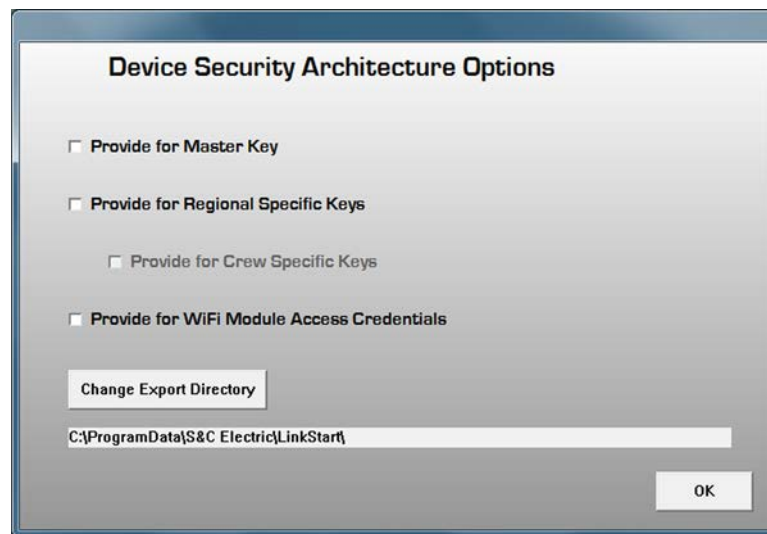 Device Security Architecture Options
Provide for Master Key
Provide for Regional Specific Keys
Provide for Crew Specific Keys
Provide for WiFi Module Access Credentials
Change Export Directory
C:\ProgramData\S&C Electric\LinkStart\
OK